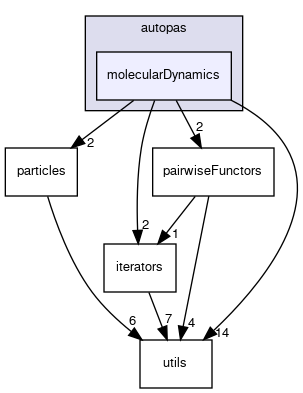 autopas
molecularDynamics
2
2
particles
pairwiseFunctors
2
1
iterators
6
7
4
14
utils